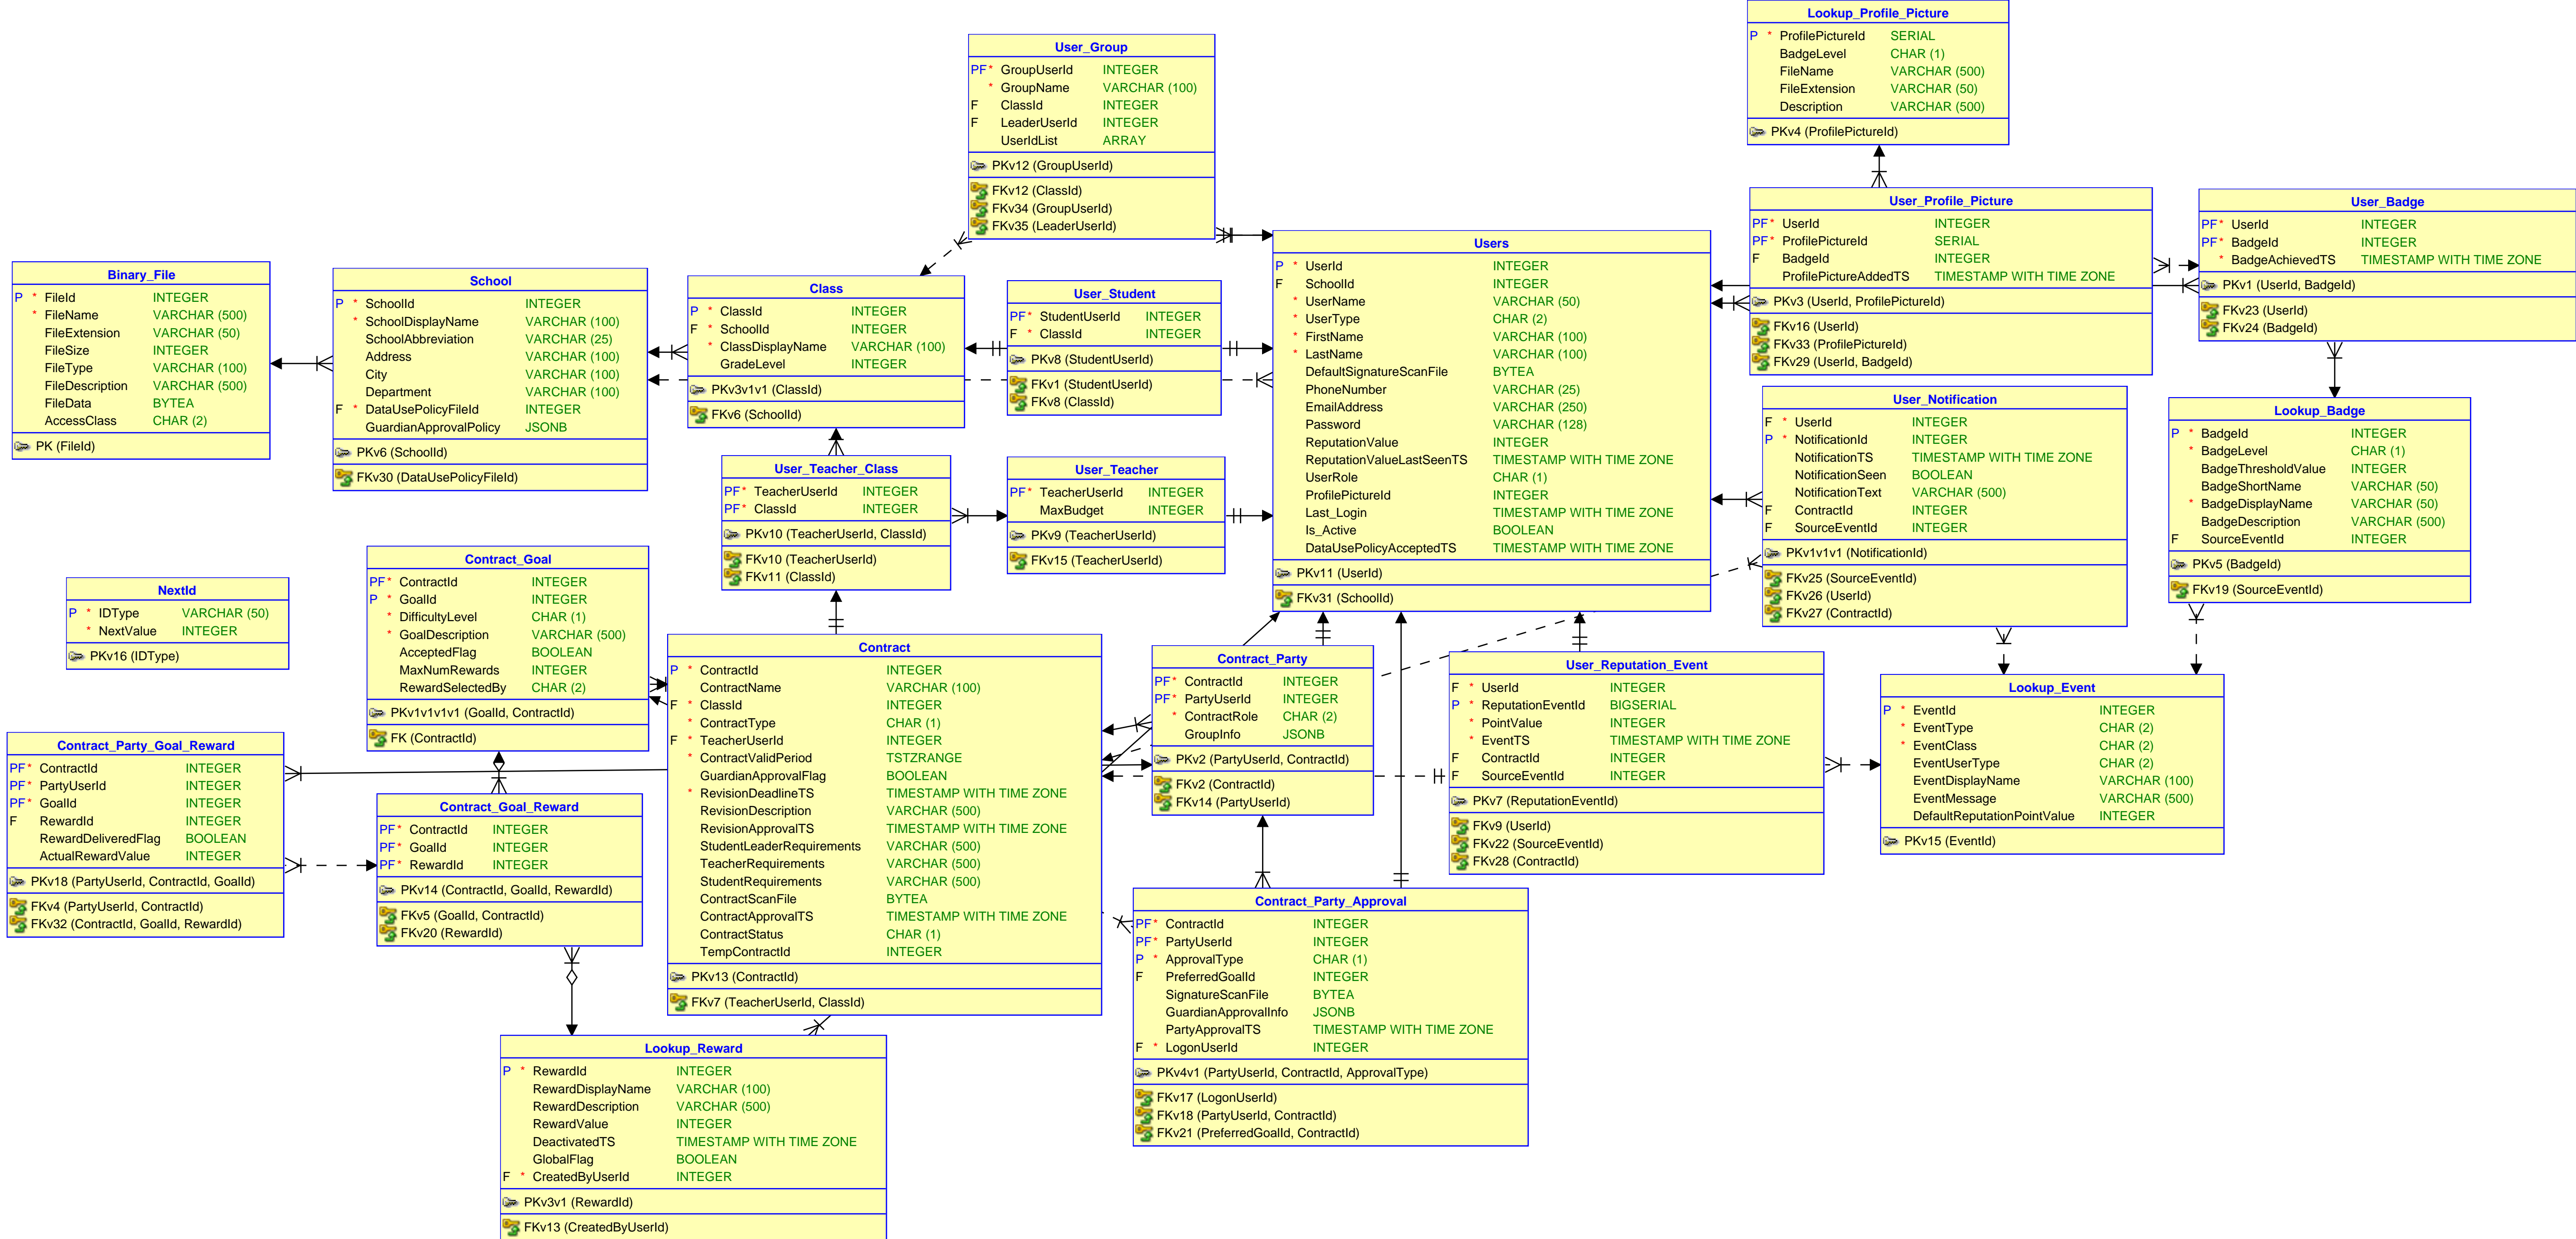 Lookup_Profile_Picture
P * ProfilePictureId SERIAL
BadgeLevel CHAR (1)
FileName VARCHAR (500)
FileExtension VARCHAR (50)
Description VARCHAR (500)
PKv4 (ProfilePictureId)
User_Group
PF* GroupUserId INTEGER
* GroupName VARCHAR (100)
F ClassId INTEGER
F LeaderUserId INTEGER
UserIdList ARRAY
PKv12 (GroupUserId)
FKv12 (ClassId)
FKv34 (GroupUserId)
FKv35 (LeaderUserId)
User_Profile_Picture
PF* UserId INTEGER
PF* ProfilePictureId SERIAL
F BadgeId INTEGER
ProfilePictureAddedTS TIMESTAMP WITH TIME ZONE
PKv3 (UserId, ProfilePictureId)
FKv16 (UserId)
FKv33 (ProfilePictureId)
FKv29 (UserId, BadgeId)
User_Badge
PF* UserId INTEGER
PF* BadgeId INTEGER
* BadgeAchievedTS TIMESTAMP WITH TIME ZONE
PKv1 (UserId, BadgeId)
FKv23 (UserId)
FKv24 (BadgeId)
Binary_File
P * FileId INTEGER
* FileName VARCHAR (500)
FileExtension VARCHAR (50)
FileSize INTEGER
FileType VARCHAR (100)
FileDescription VARCHAR (500)
FileData BYTEA
AccessClass CHAR (2)
PK (FileId)
School
P * SchoolId INTEGER
* SchoolDisplayName VARCHAR (100)
SchoolAbbreviation VARCHAR (25)
Address VARCHAR (100)
City VARCHAR (100)
Department VARCHAR (100)
F * DataUsePolicyFileId INTEGER
GuardianApprovalPolicy JSONB
PKv6 (SchoolId)
FKv30 (DataUsePolicyFileId)
Class
P * ClassId INTEGER
F * SchoolId INTEGER
* ClassDisplayName VARCHAR (100)
GradeLevel INTEGER
PKv3v1v1 (ClassId)
FKv6 (SchoolId)
User_Student
PF* StudentUserId INTEGER
F * ClassId INTEGER
PKv8 (StudentUserId)
FKv1 (StudentUserId)
FKv8 (ClassId)
Users
P * UserId INTEGER
F SchoolId INTEGER
* UserName VARCHAR (50)
* UserType CHAR (2)
* FirstName VARCHAR (100)
* LastName VARCHAR (100)
DefaultSignatureScanFile BYTEA
PhoneNumber VARCHAR (25)
EmailAddress VARCHAR (250)
Password VARCHAR (128)
ReputationValue INTEGER
ReputationValueLastSeenTS TIMESTAMP WITH TIME ZONE
UserRole CHAR (1)
ProfilePictureId INTEGER
Last_Login TIMESTAMP WITH TIME ZONE
Is_Active BOOLEAN
DataUsePolicyAcceptedTS TIMESTAMP WITH TIME ZONE
PKv11 (UserId)
FKv31 (SchoolId)
User_Notification
F * UserId INTEGER
P * NotificationId INTEGER
NotificationTS TIMESTAMP WITH TIME ZONE
NotificationSeen BOOLEAN
NotificationText VARCHAR (500)
F ContractId INTEGER
F SourceEventId INTEGER
PKv1v1v1 (NotificationId)
FKv25 (SourceEventId)
FKv26 (UserId)
FKv27 (ContractId)
Lookup_Badge
P * BadgeId INTEGER
* BadgeLevel CHAR (1)
BadgeThresholdValue INTEGER
BadgeShortName VARCHAR (50)
* BadgeDisplayName VARCHAR (50)
BadgeDescription VARCHAR (500)
F SourceEventId INTEGER
PKv5 (BadgeId)
FKv19 (SourceEventId)
User_Teacher_Class
PF* TeacherUserId INTEGER
PF* ClassId INTEGER
PKv10 (TeacherUserId, ClassId)
FKv10 (TeacherUserId)
FKv11 (ClassId)
User_Teacher
PF* TeacherUserId INTEGER
MaxBudget INTEGER
PKv9 (TeacherUserId)
FKv15 (TeacherUserId)
Contract_Goal
PF* ContractId INTEGER
P * GoalId INTEGER
* DifficultyLevel CHAR (1)
* GoalDescription VARCHAR (500)
AcceptedFlag BOOLEAN
MaxNumRewards INTEGER
RewardSelectedBy CHAR (2)
PKv1v1v1v1 (GoalId, ContractId)
FK (ContractId)
NextId
P * IDType VARCHAR (50)
* NextValue INTEGER
PKv16 (IDType)
Contract
P * ContractId INTEGER
ContractName VARCHAR (100)
F * ClassId INTEGER
* ContractType CHAR (1)
F * TeacherUserId INTEGER
* ContractValidPeriod TSTZRANGE
GuardianApprovalFlag BOOLEAN
* RevisionDeadlineTS TIMESTAMP WITH TIME ZONE
RevisionDescription VARCHAR (500)
RevisionApprovalTS TIMESTAMP WITH TIME ZONE
StudentLeaderRequirements VARCHAR (500)
TeacherRequirements VARCHAR (500)
StudentRequirements VARCHAR (500)
ContractScanFile BYTEA
ContractApprovalTS TIMESTAMP WITH TIME ZONE
ContractStatus CHAR (1)
TempContractId INTEGER
PKv13 (ContractId)
FKv7 (TeacherUserId, ClassId)
Contract_Party
PF* ContractId INTEGER
PF* PartyUserId INTEGER
* ContractRole CHAR (2)
GroupInfo JSONB
PKv2 (PartyUserId, ContractId)
FKv2 (ContractId)
FKv14 (PartyUserId)
User_Reputation_Event
F * UserId INTEGER
P * ReputationEventId BIGSERIAL
* PointValue INTEGER
* EventTS TIMESTAMP WITH TIME ZONE
F ContractId INTEGER
F SourceEventId INTEGER
PKv7 (ReputationEventId)
FKv9 (UserId)
FKv22 (SourceEventId)
FKv28 (ContractId)
Lookup_Event
P * EventId INTEGER
* EventType CHAR (2)
* EventClass CHAR (2)
EventUserType CHAR (2)
EventDisplayName VARCHAR (100)
EventMessage VARCHAR (500)
DefaultReputationPointValue INTEGER
PKv15 (EventId)
Contract_Party_Goal_Reward
PF* ContractId INTEGER
PF* PartyUserId INTEGER
PF* GoalId INTEGER
F RewardId INTEGER
RewardDeliveredFlag BOOLEAN
ActualRewardValue INTEGER
PKv18 (PartyUserId, ContractId, GoalId)
FKv4 (PartyUserId, ContractId)
FKv32 (ContractId, GoalId, RewardId)
Contract_Goal_Reward
PF* ContractId INTEGER
PF* GoalId INTEGER
PF* RewardId INTEGER
PKv14 (ContractId, GoalId, RewardId)
FKv5 (GoalId, ContractId)
FKv20 (RewardId)
Contract_Party_Approval
PF* ContractId INTEGER
PF* PartyUserId INTEGER
P * ApprovalType CHAR (1)
F PreferredGoalId INTEGER
SignatureScanFile BYTEA
GuardianApprovalInfo JSONB
PartyApprovalTS TIMESTAMP WITH TIME ZONE
F * LogonUserId INTEGER
PKv4v1 (PartyUserId, ContractId, ApprovalType)
FKv17 (LogonUserId)
FKv18 (PartyUserId, ContractId)
FKv21 (PreferredGoalId, ContractId)
Lookup_Reward
P * RewardId INTEGER
RewardDisplayName VARCHAR (100)
RewardDescription VARCHAR (500)
RewardValue INTEGER
DeactivatedTS TIMESTAMP WITH TIME ZONE
GlobalFlag BOOLEAN
F * CreatedByUserId INTEGER
PKv3v1 (RewardId)
FKv13 (CreatedByUserId)